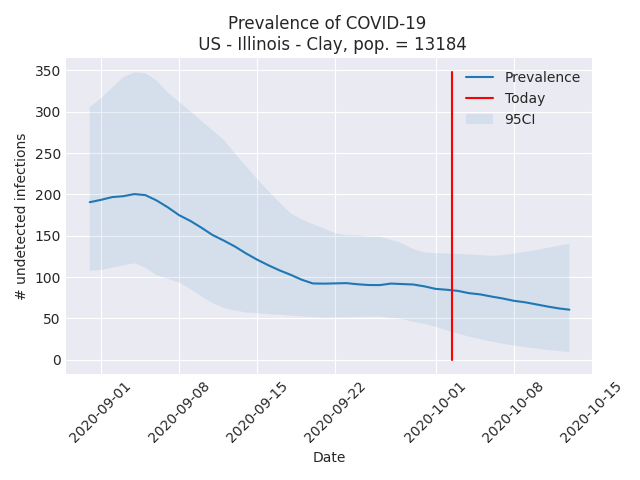 Prevalence of COVID-19
US - Illinois - Clay, pop. = 13184
Prevalence
Today
95CI
350
300
250
200
150
100
50
0
# undetected infections
2020-09-01
2020-09-08
2020-09-15
2020-09-22
2020-10-01
2020-10-08
2020-10-15
Date